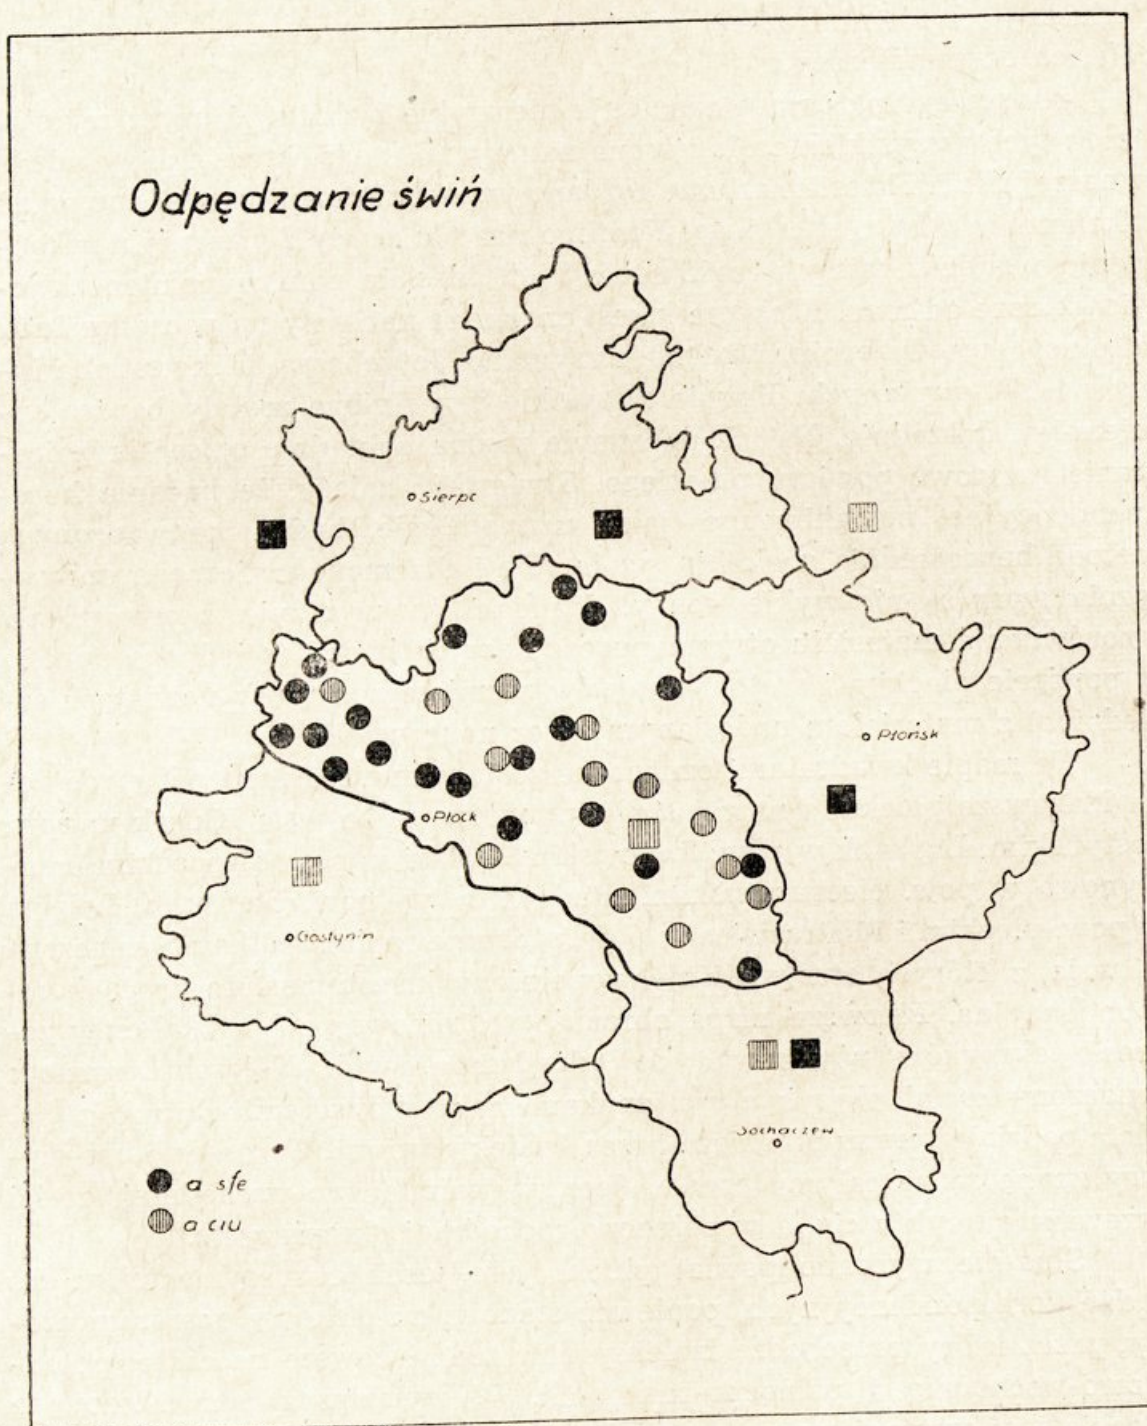 Odpędzanie świń
Sierpc
Płońsk
Płock
Gostynin
Sochaczew
a sfe
a ciu